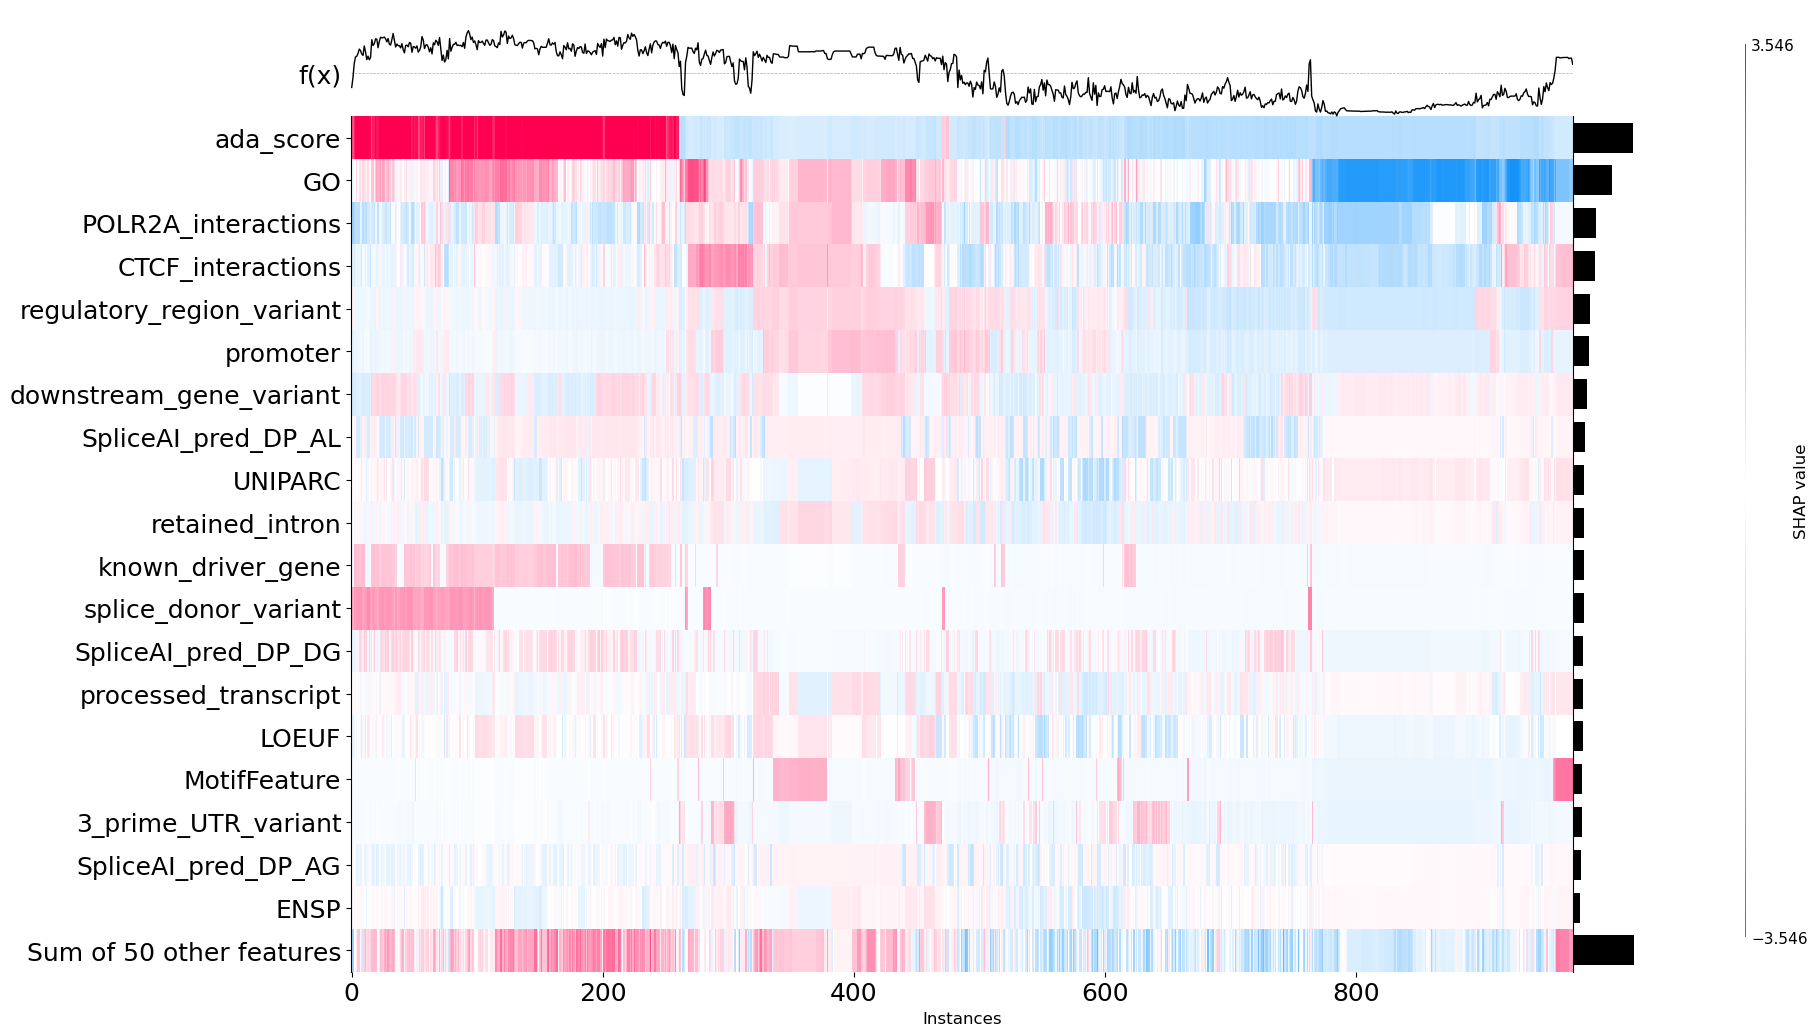 f(x)
3.546
ada_score
GO
POLR2A_interactions
CTCF_interactions
regulatory_region_variant
promoter
downstream_gene_variant
SpliceAI_pred_DP_AL
UNIPARC
retained_intron
known_driver_gene
splice_donor_variant
SpliceAI_pred_DP_DG
processed_transcript
LOEUF
MotifFeature
3_prime_UTR_variant
SpliceAI_pred_DP_AG
ENSP
Sum of 50 other features
SHAP value
−3.546
0 200 400 600 800
Instances